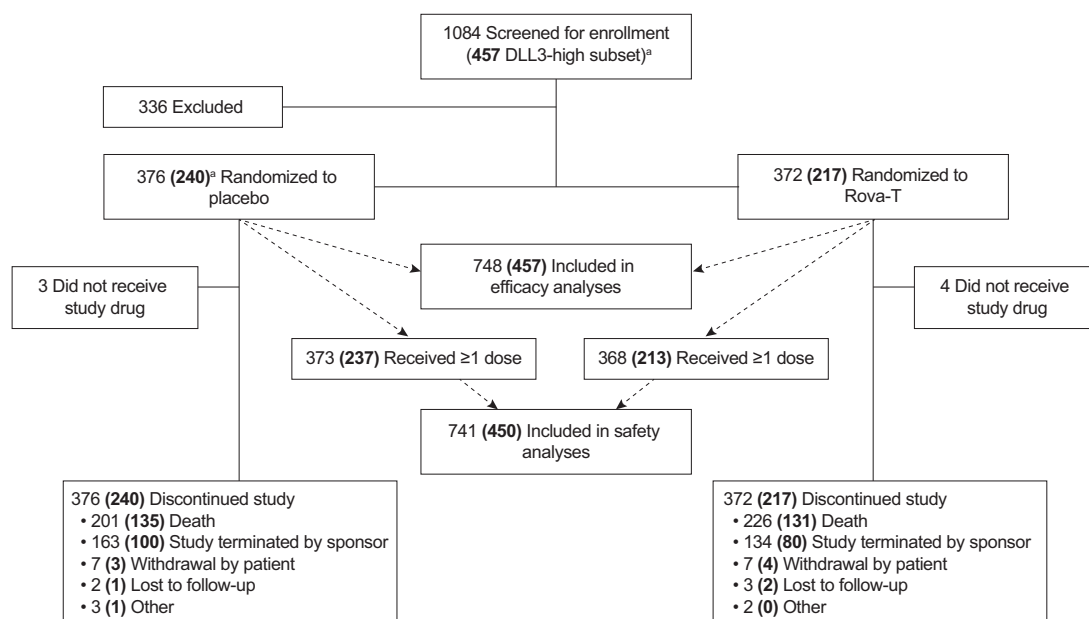 1084 Screened for enrollment
(457 DLL3-high subset)ᵃ
336 Excluded
376 (240)ᵃ Randomized to
placebo
372 (217) Randomized to
Rova-T
748 (457) Included in
efficacy analyses
3 Did not receive
study drug
4 Did not receive
study drug
373 (237) Received ≥1 dose
368 (213) Received ≥1 dose
741 (450) Included in safety
analyses
376 (240) Discontinued study
• 201 (135) Death
• 163 (100) Study terminated by sponsor
• 7 (3) Withdrawal by patient
• 2 (1) Lost to follow-up
• 3 (1) Other
372 (217) Discontinued study
• 226 (131) Death
• 134 (80) Study terminated by sponsor
• 7 (4) Withdrawal by patient
• 3 (2) Lost to follow-up
• 2 (0) Other